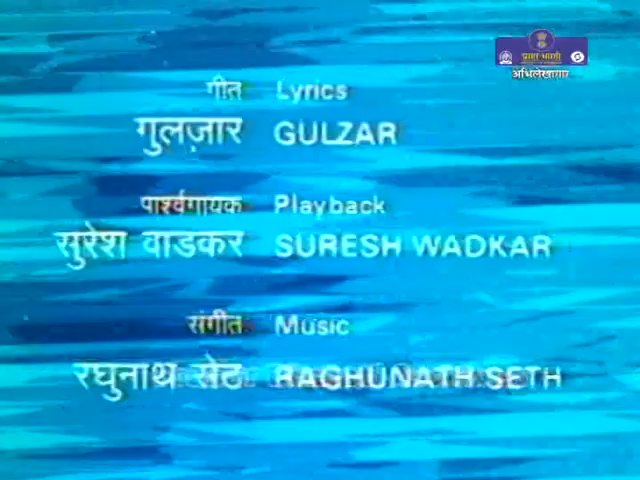 प्रसार भारती
अभिलेखागार
गीत Lyrics
गुलज़ार GULZAR
पार्श्वगायक Playback
सुरेश वाडकर SURESH WADKAR
संगीत Music
रघुनाथ सेठ RAGHUNATH SETH